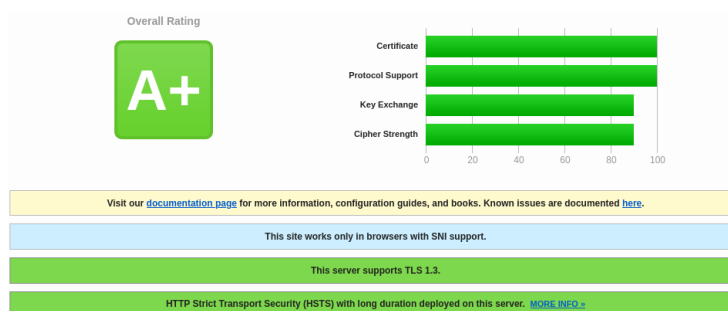 Overall Rating
A+
Certificate
Protocol Support
Key Exchange
Cipher Strength
0 20 40 60 80 100
Visit our documentation page for more information, configuration guides, and books. Known issues are documented here.
This site works only in browsers with SNI support.
This server supports TLS 1.3.
HTTP Strict Transport Security (HSTS) with long duration deployed on this server. MORE INFO »